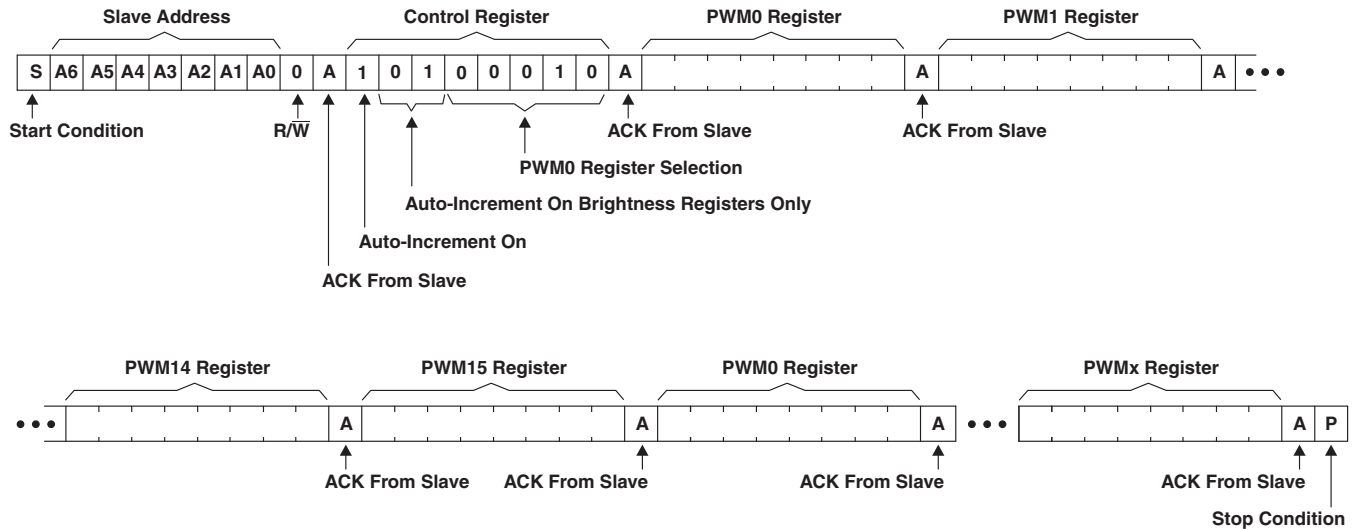 Slave Address Control Register PWM0 Register PWM1 Register
S A6 A5 A4 A3 A2 A1 A0 0 A 1 0 1 0 0 0 1 0 A A A •••
Start Condition R/W̅ ACK From Slave ACK From Slave
PWM0 Register Selection
Auto-Increment On Brightness Registers Only
Auto-Increment On
ACK From Slave
PWM14 Register PWM15 Register PWM0 Register PWMx Register
••• A A A ••• A P
ACK From Slave ACK From Slave ACK From Slave ACK From Slave
Stop Condition